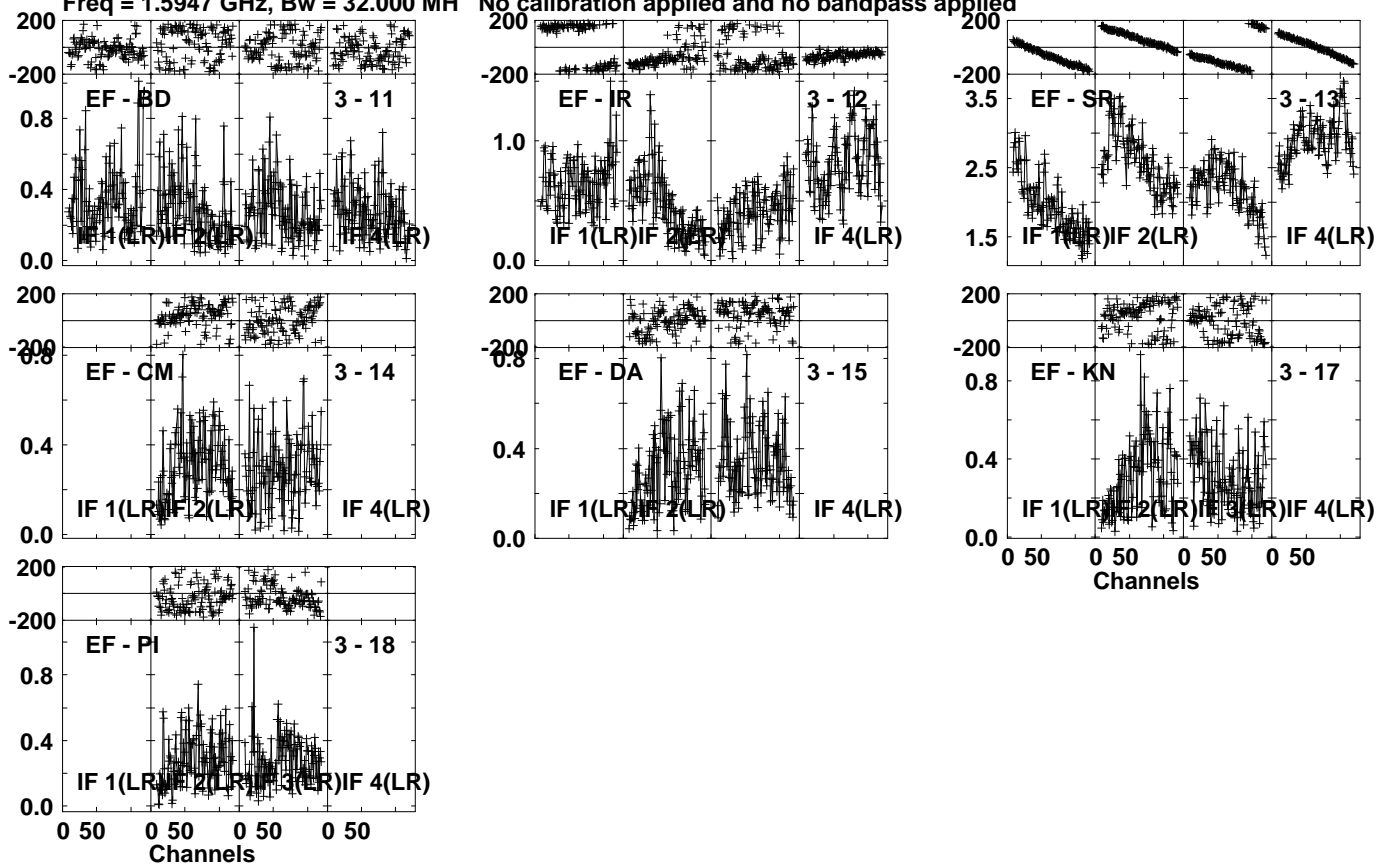 Freq = 1.5947 GHz, Bw = 32.000 MH No calibration applied and no bandpass applied
200 200 200
-200 -200 -200
EF - BD 3 - 11 EF - IR 3 - 12 EF - SR 3 - 13
0.8 1.0 3.5
0.4 2.5
IF 1(LR) IF 2(LR) IF 4(LR) IF 1(LR) IF 2(LR) IF 4(LR) IF 1(LR) IF 2(LR) IF 4(LR)
0.0 0.0 1.5
200 200 200
-200 -200 -200
0.8 0.8
EF - CM 3 - 14 EF - DA 3 - 15 EF - KN 3 - 17
0.8
0.4 0.4 0.4
IF 1(LR) IF 2(LR) IF 4(LR) IF 1(LR) IF 2(LR) IF 4(LR) IF 1(LR) IF 2(LR) IF 3(LR) IF 4(LR)
0.0 0.0 0.0
0 50 0 50 0 50 0 50
Channels
200
-200
EF - PI 3 - 18
0.8
0.4
IF 1(LR) IF 2(LR) IF 3(LR) IF 4(LR)
0.0
0 50 0 50 0 50 0 50
Channels